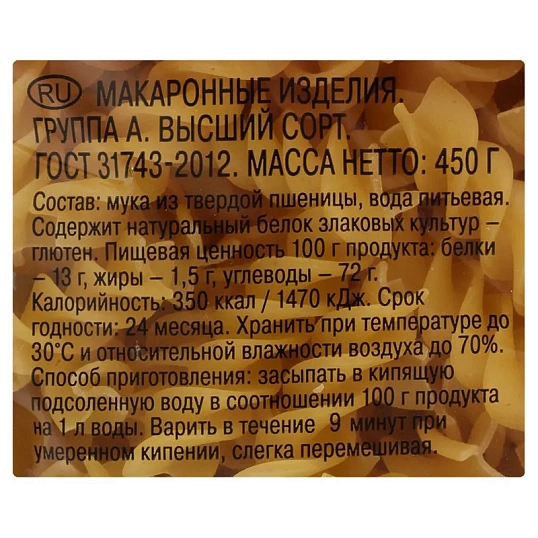 RU МАКАРОННЫЕ ИЗДЕЛИЯ.
ГРУППА А. ВЫСШИЙ СОРТ.
ГОСТ 31743-2012. МАССА НЕТТО: 450 Г
Состав: мука из твердой пшеницы, вода питьевая.
Содержит натуральный белок злаковых культур –
глютен. Пищевая ценность 100 г продукта: белки
– 13 г, жиры – 1,5 г, углеводы – 72 г.
Калорийность: 350 ккал / 1470 кДж. Срок
годности: 24 месяца. Хранить при температуре до
30°С и относительной влажности воздуха до 70%.
Способ приготовления: засыпать в кипящую
подсоленную воду в соотношении 100 г продукта
на 1 л воды. Варить в течение 9 минут при
умеренном кипении, слегка перемешивая.